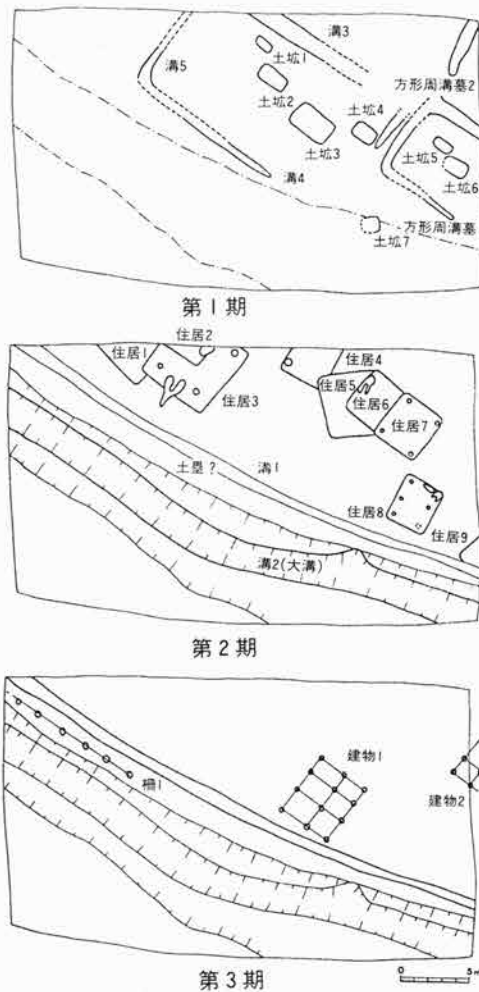 溝3
溝5
土坑1
方形周溝墓2
土坑2
土坑4
土坑3
土坑5
土坑6
溝4
方形周溝墓
土坑7
第1期
住居1
住居2
住居4
住居5
住居3
住居6
住居7
土塁?
溝1
住居8
住居9
溝2(大溝)
第2期
建物1
柵1
建物2
0
5m
第3期